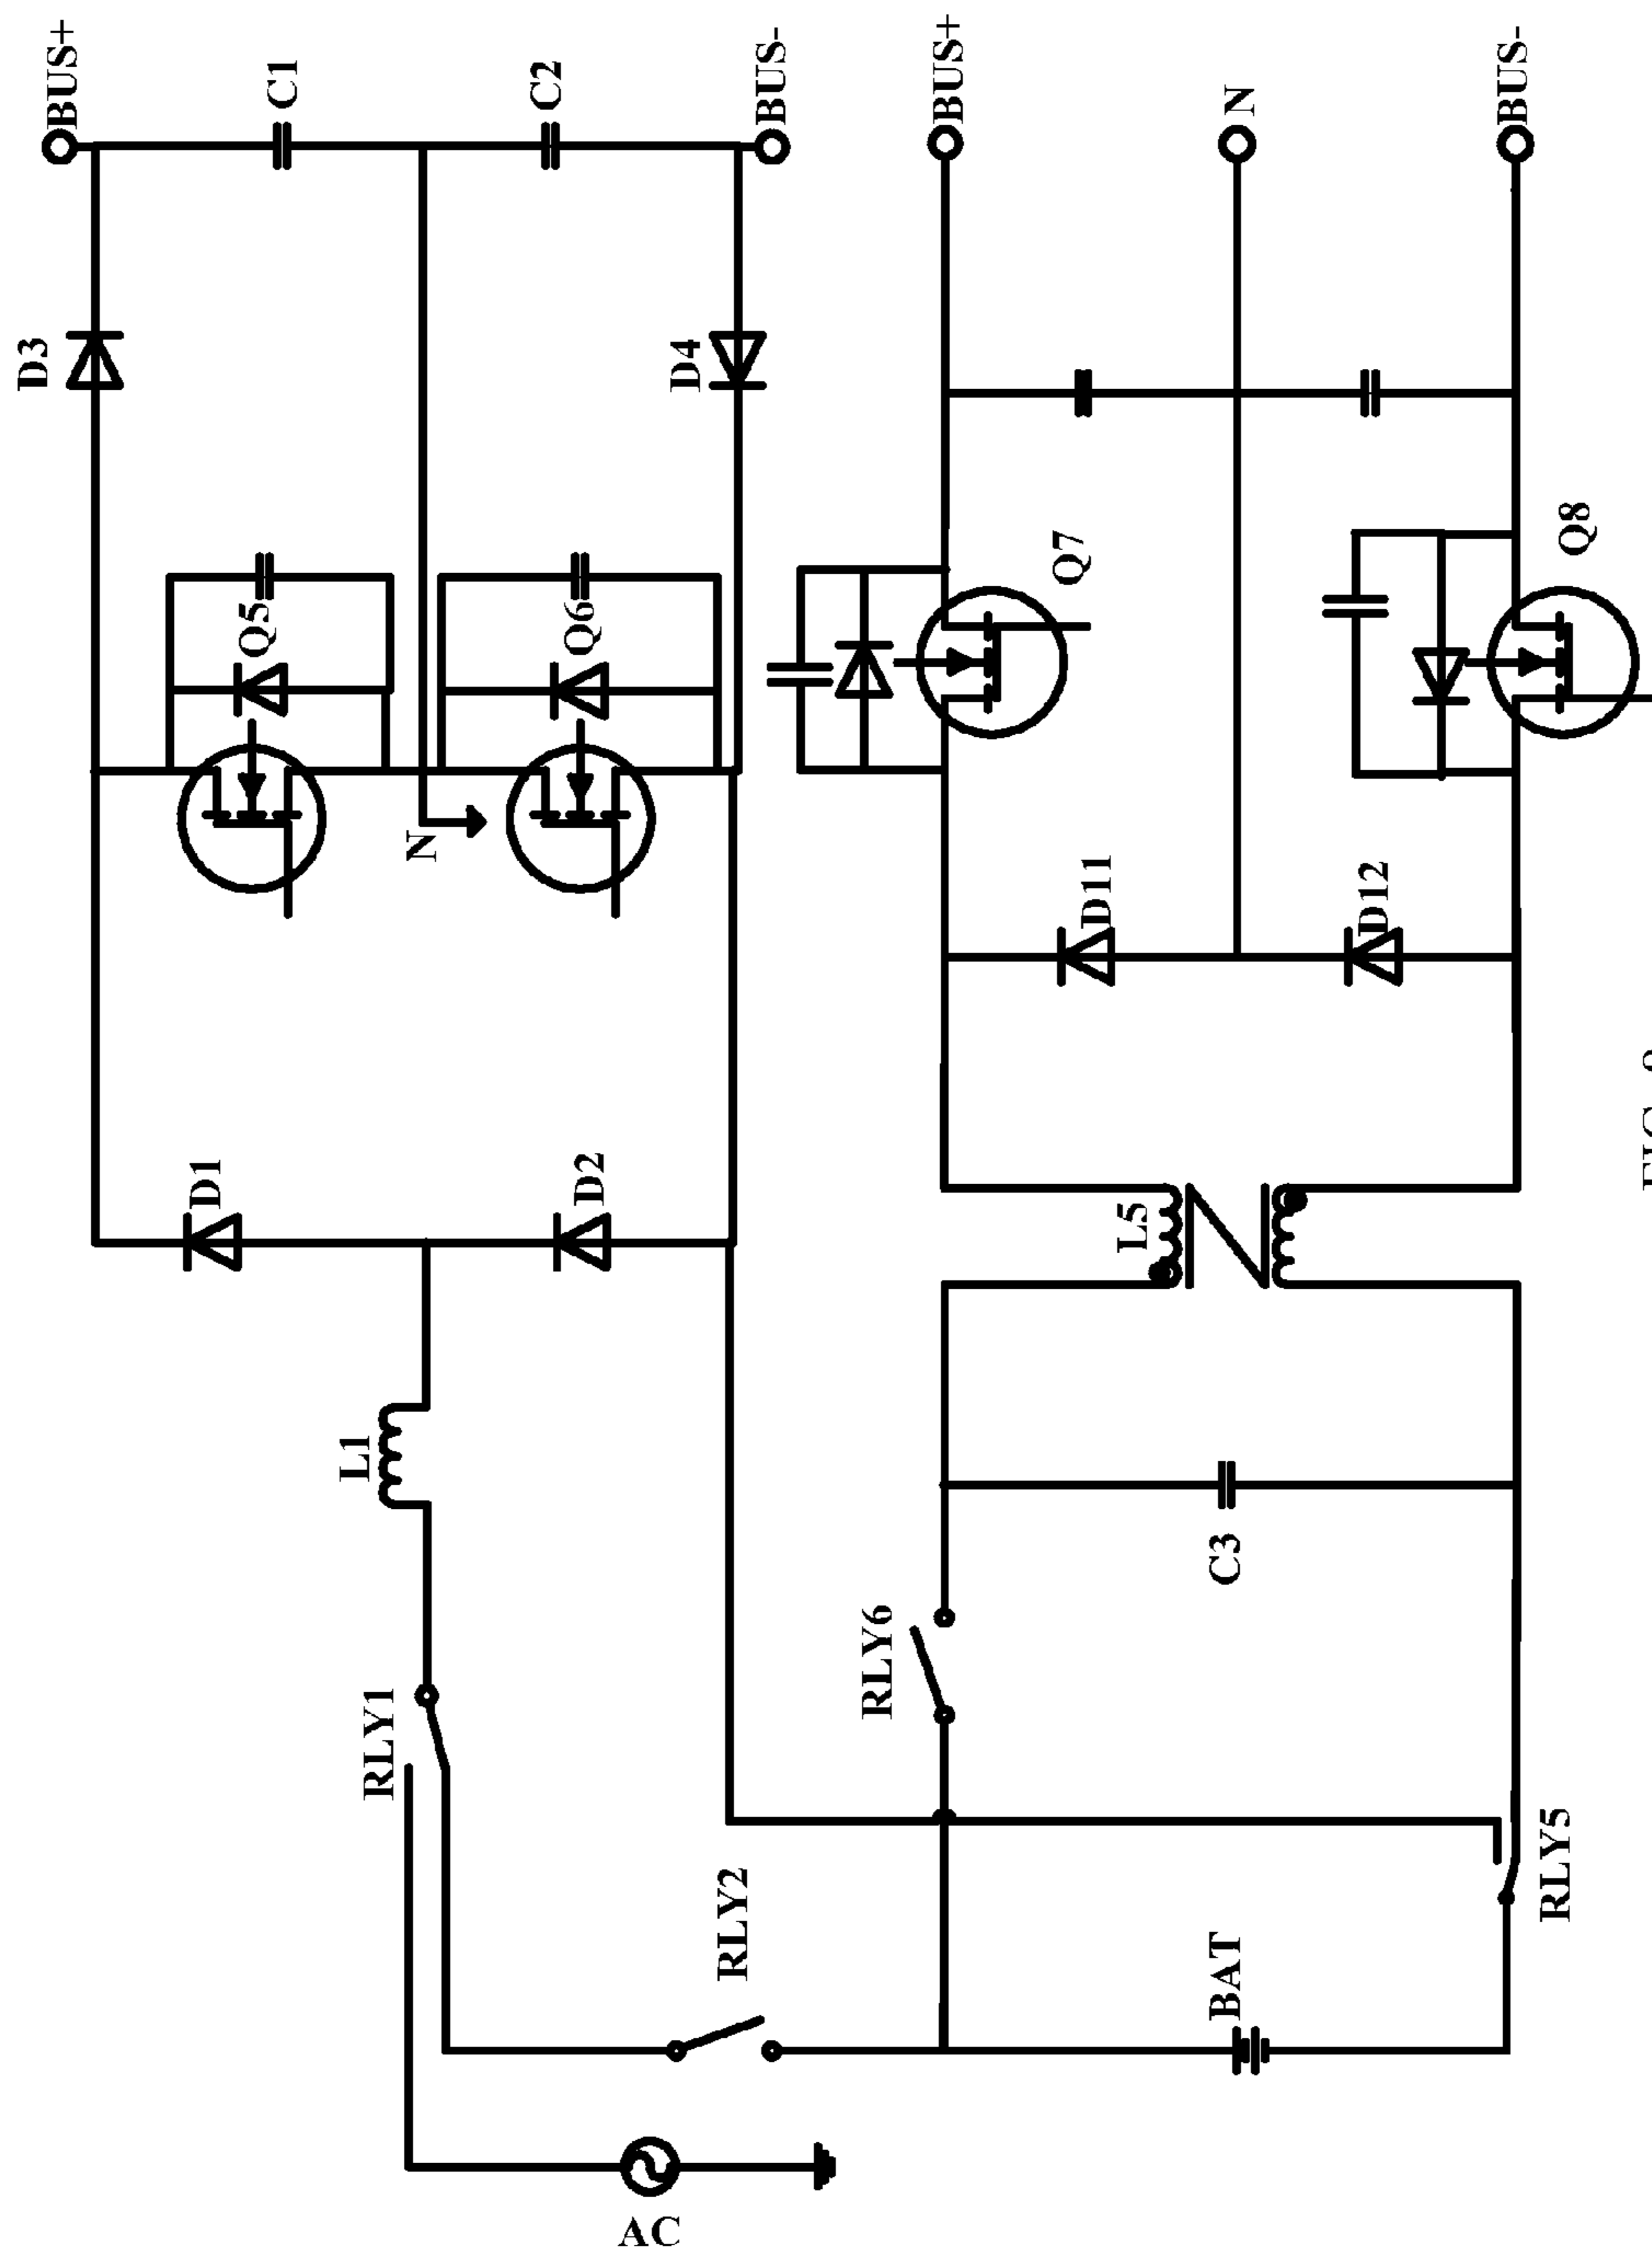 BUS+
C1
C2
BUS-
BUS+
N
BUS-
D3
D4
Q5
Q6
Q7
Q8
N
D11
D12
D1
D2
L5
L1
C3
RLY6
RLY1
RLY2
RLY5
BAT
AC